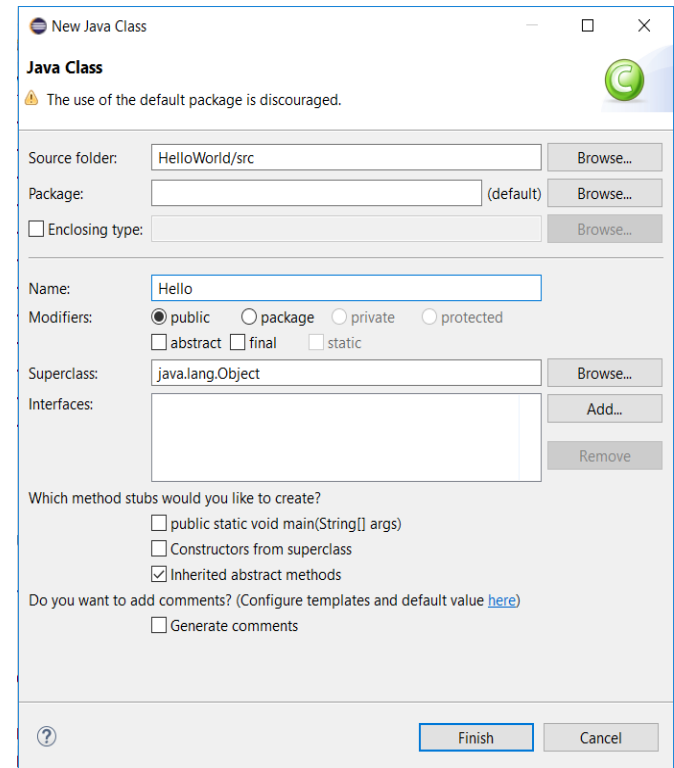 New Java Class
Java Class
The use of the default package is discouraged.
Source folder: HelloWorld/src Browse...
Package: (default) Browse...
Enclosing type: Browse...
Name: Hello
Modifiers: public package private protected
abstract final static
Superclass: java.lang.Object Browse...
Interfaces: Add...
Remove
Which method stubs would you like to create?
public static void main(String[] args)
Constructors from superclass
Inherited abstract methods
Do you want to add comments? (Configure templates and default value here)
Generate comments
? Finish Cancel